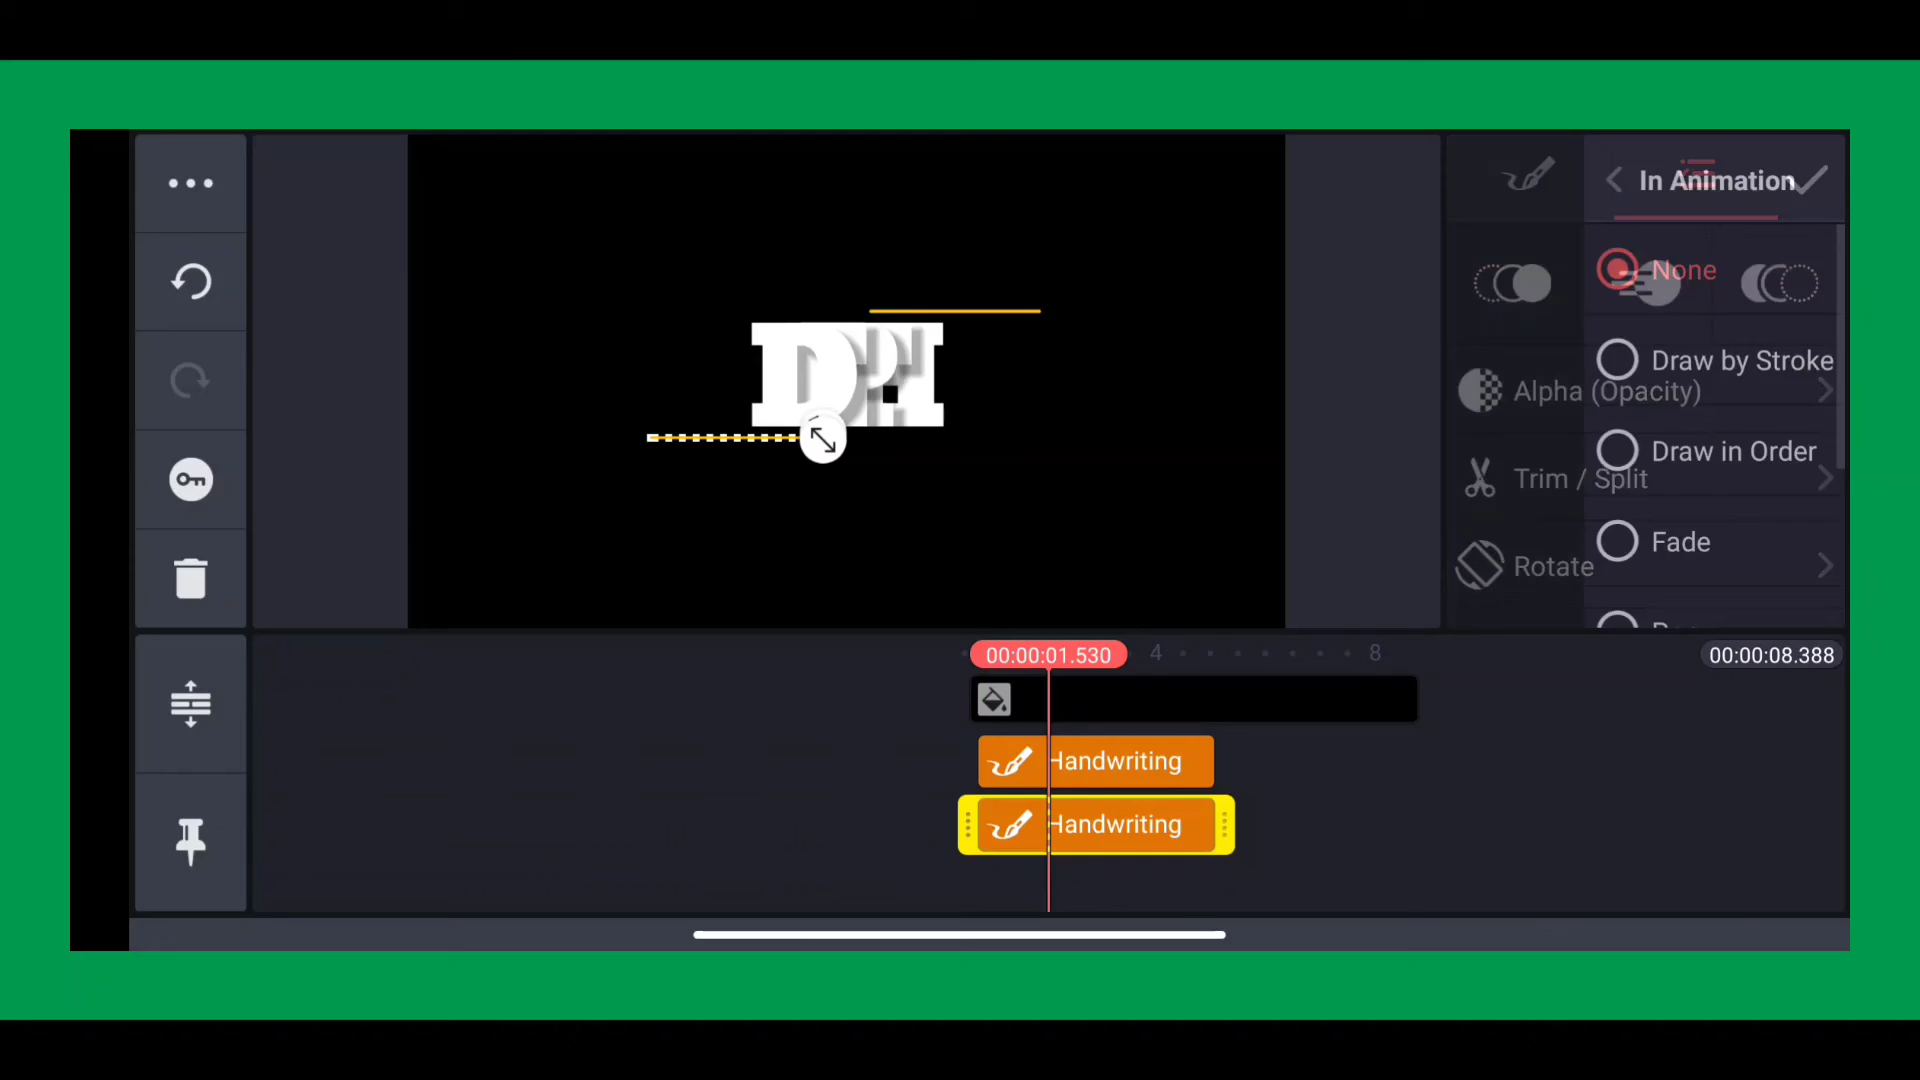 In Animation
None
Draw by Stroke
Alpha (Opacity)
Draw in Order
Trim / Split
Fade
Rotate
00:00:01.530
4
8
00:00:08.388
Handwriting
Handwriting